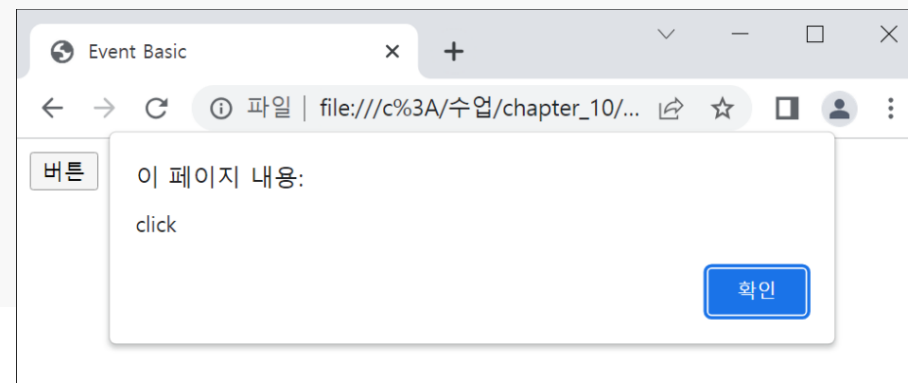 Event Basic
파일 file:///c%3A/수업/chapter_10/...
버튼
이 페이지 내용:
click
확인